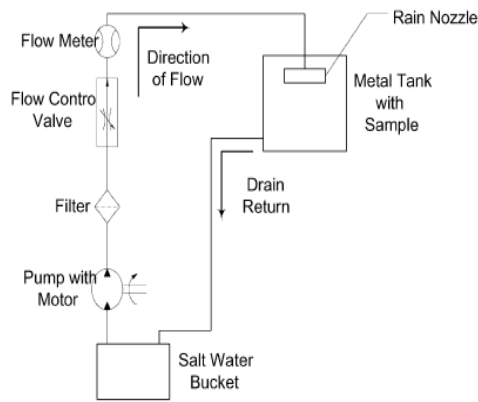 Rain Nozzle
Flow Meter
Direction
of Flow
Metal Tank
with
Sample
Flow Contro
Valve
Drain
Return
Filter
Pump with
Motor
Salt Water
Bucket